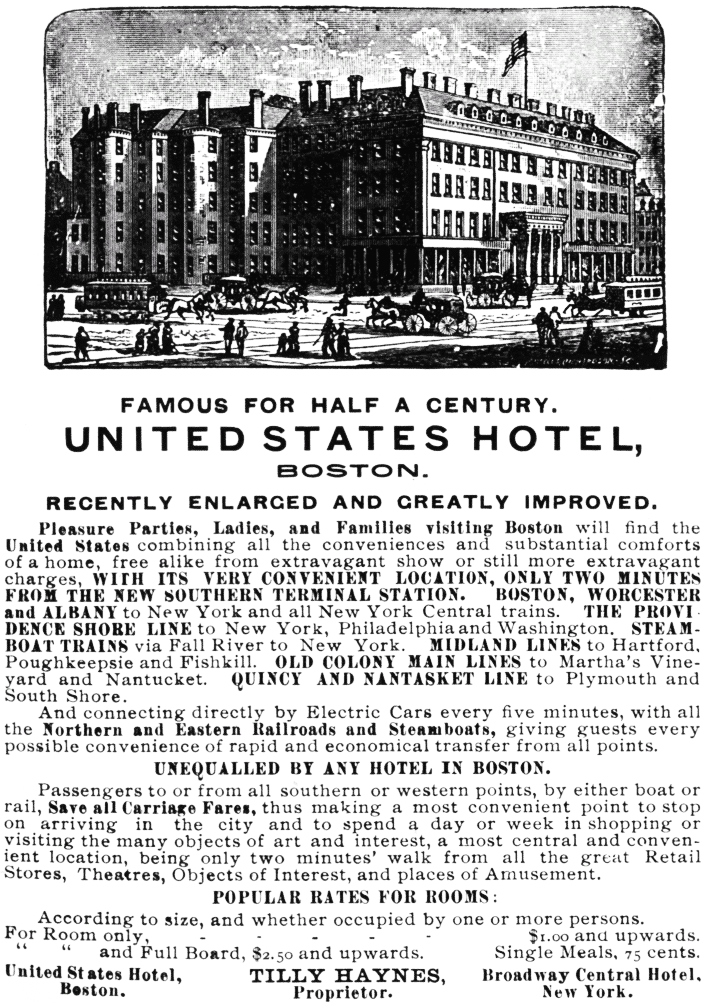 FAMOUS FOR HALF A CENTURY.
UNITED STATES HOTEL,
BOSTON.
RECENTLY ENLARGED AND GREATLY IMPROVED.
Pleasure Parties, Ladies, and Families visiting Boston will find the
United States combining all the conveniences and substantial comforts
of a home, free alike from extravagant show or still more extravagant
charges, WITH ITS VERY CONVENIENT LOCATION, ONLY TWO MINUTES
FROM THE NEW SOUTHERN TERMINAL STATION. BOSTON, WORCESTER
and ALBANY to New York and all New York Central trains. THE PROVI-
DENCE SHORE LINE to New York, Philadelphia and Washington. STEAM-
BOAT TRAINS via Fall River to New York. MIDLAND LINES to Hartford,
Poughkeepsie and Fishkill. OLD COLONY MAIN LINES to Martha's Vine-
yard and Nantucket. QUINCY AND NANTASKET LINE to Plymouth and
South Shore.
And connecting directly by Electric Cars every five minutes, with all
the Northern and Eastern Railroads and Steamboats, giving guests every
possible convenience of rapid and economical transfer from all points.
UNEQUALLED BY ANY HOTEL IN BOSTON.
Passengers to or from all southern or western points, by either boat or
rail, Save all Carriage Fares, thus making a most convenient point to stop
on arriving in the city and to spend a day or week in shopping or
visiting the many objects of art and interest, a most central and conven-
ient location, being only two minutes' walk from all the great Retail
Stores, Theatres, Objects of Interest, and places of Amusement.
POPULAR RATES FOR ROOMS:
According to size, and whether occupied by one or more persons.
For Room only, - - - - - - $1.00 and upwards.
" " and Full Board, $2.50 and upwards. Single Meals, 75 cents.
United States Hotel, TILLY HAYNES, Broadway Central Hotel,
Boston. Proprietor. New York.